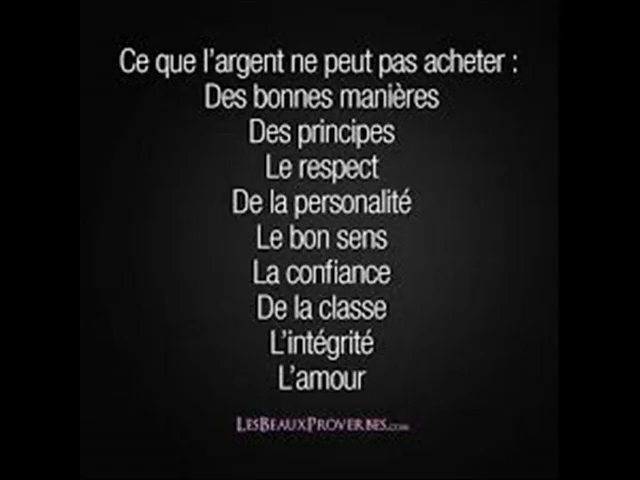 Ce que l'argent ne peut pas acheter :
Des bonnes manières
Des principes
Le respect
De la personalité
Le bon sens
La confiance
De la classe
L'intégrité
L'amour
LESBEAUXPROVERBES.COM